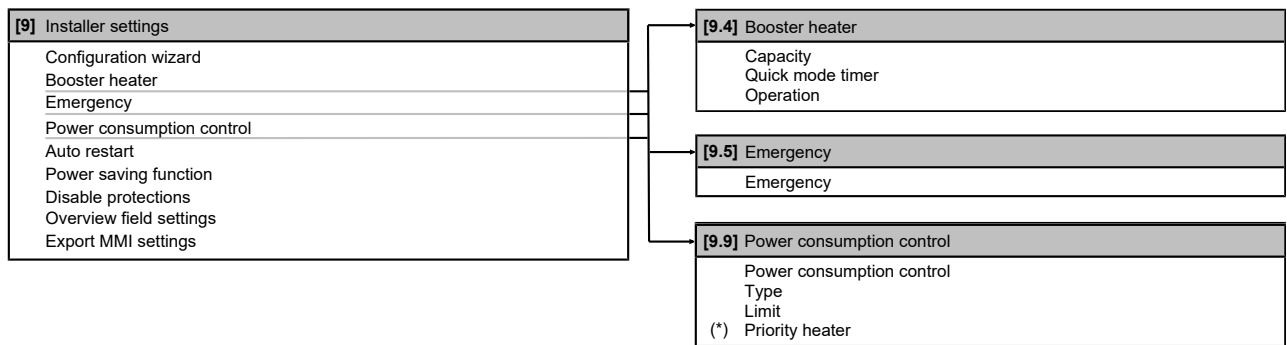 [9] Installer settings
Configuration wizard
Booster heater
Emergency
Power consumption control
Auto restart
Power saving function
Disable protections
Overview field settings
Export MMI settings
[9.4] Booster heater
Capacity
Quick mode timer
Operation
[9.5] Emergency
Emergency
[9.9] Power consumption control
Power consumption control
Type
Limit
(*) Priority heater